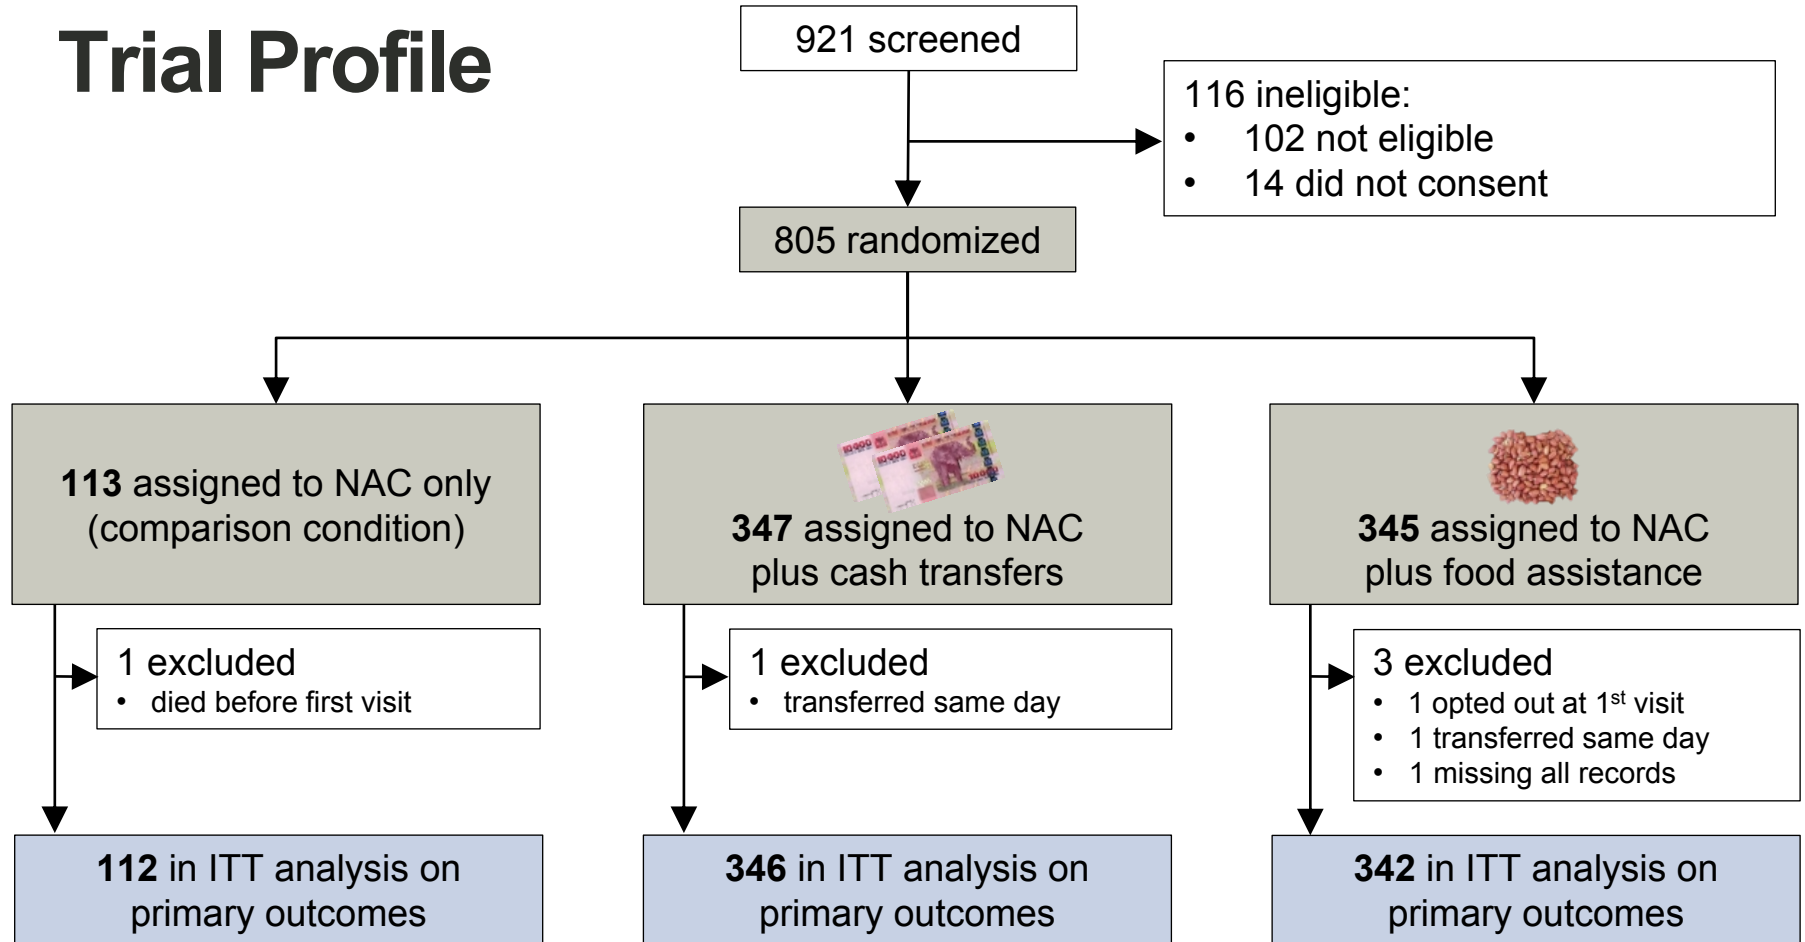 Trial Profile
921 screened
116 ineligible:
• 102 not eligible
• 14 did not consent
805 randomized
113 assigned to NAC only
(comparison condition)
10000
10000
10000
347 assigned to NAC
plus cash transfers
345 assigned to NAC
plus food assistance
1 excluded
• died before first visit
1 excluded
• transferred same day
3 excluded
• 1 opted out at 1st visit
• 1 transferred same day
• 1 missing all records
112 in ITT analysis on
primary outcomes
346 in ITT analysis on
primary outcomes
342 in ITT analysis on
primary outcomes